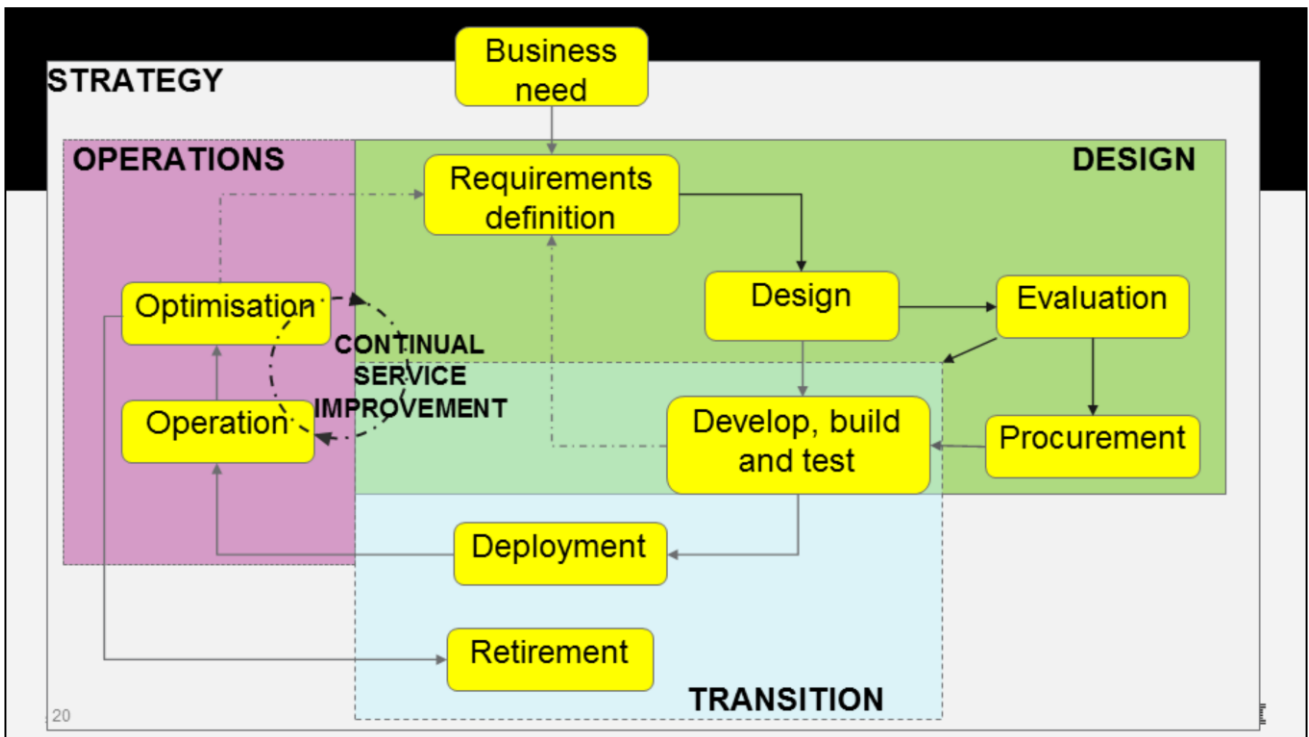 Business
need
STRATEGY
OPERATIONS
DESIGN
Requirements
definition
Optimisation
Design
Evaluation
CONTINUAL
SERVICE
IMPROVEMENT
Operation
Develop, build
and test
Procurement
Deployment
Retirement
TRANSITION
20